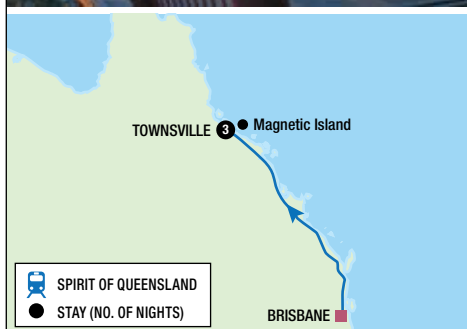 TOWNSVILLE 3 Magnetic Island
SPIRIT OF QUEENSLAND
STAY (NO. OF NIGHTS)
BRISBANE